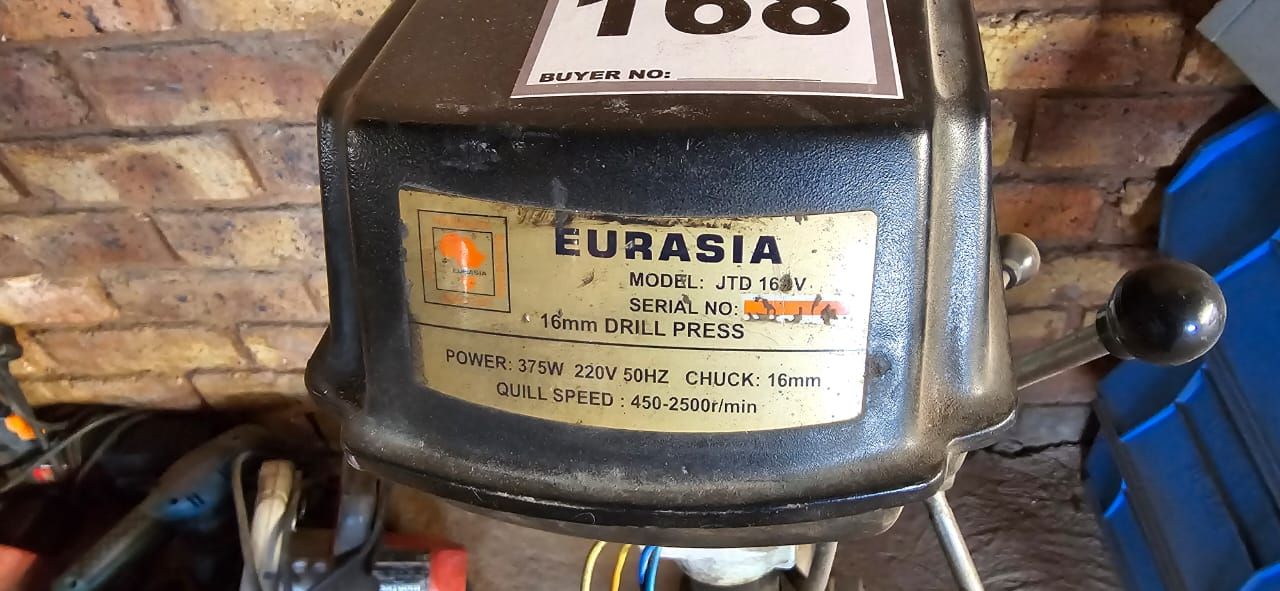 168
BUYER NO:
EURASIA
EURASIA
MODEL: JTD
SERIAL NO:
16mm DRILL PRESS
POWER: 375W 220V 50HZ CHUCK: 16mm
QUILL SPEED : 450-2500r/min